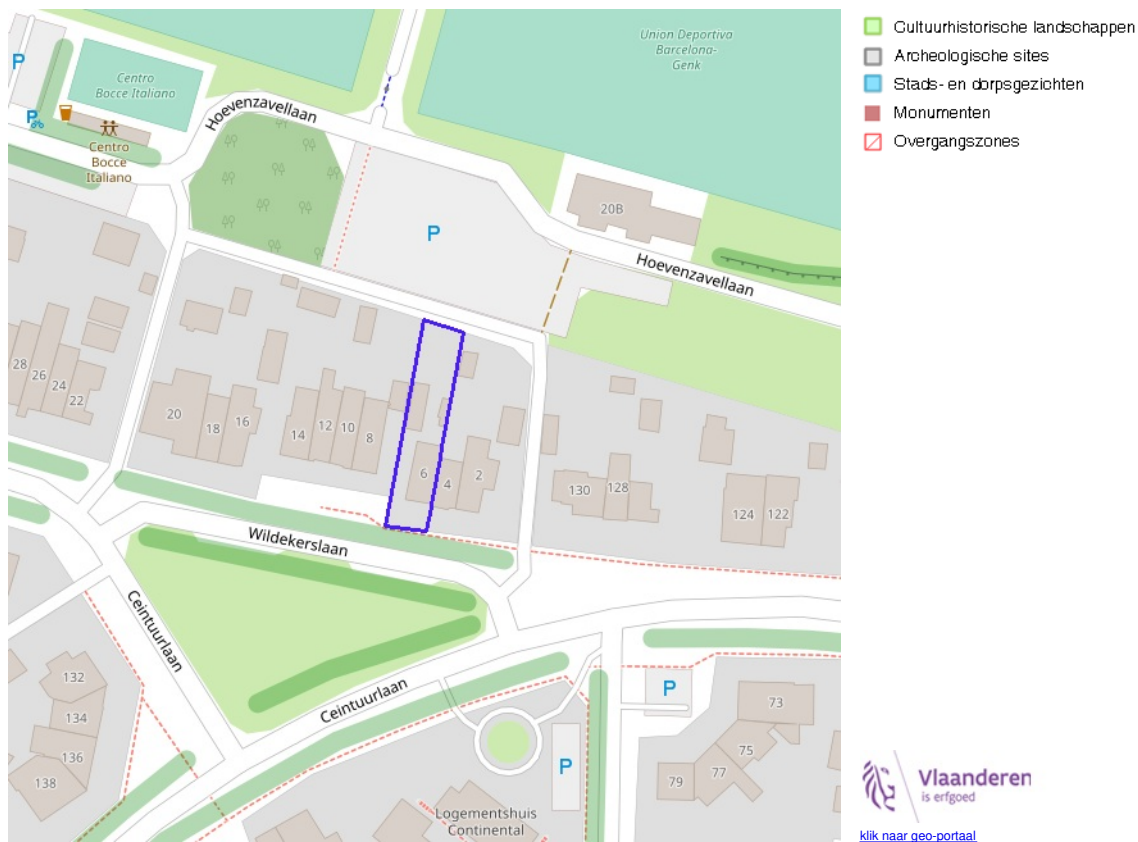 Union Deportiva
Barcelona-
Genk
Cultuurhistorische landschappen
Archeologische sites
Stads- en dorpsgezichten
Monumenten
Overgangszones
P
Centro
Bocce Italiano
P
Centro
Bocce
Italiano
Hoevenzavellaan
20B
P
Hoevenzavellaan
28
26
24
22
20
18
16
14
12
10
8
6
4
2
130
128
124
122
Wildekerslaan
Ceintuurlaan
Ceintuurlaan
132
134
136
138
P
73
75
77
79
P
Logementshuis
Continental
Vlaanderen
is erfgoed
klik naar geo-portaal